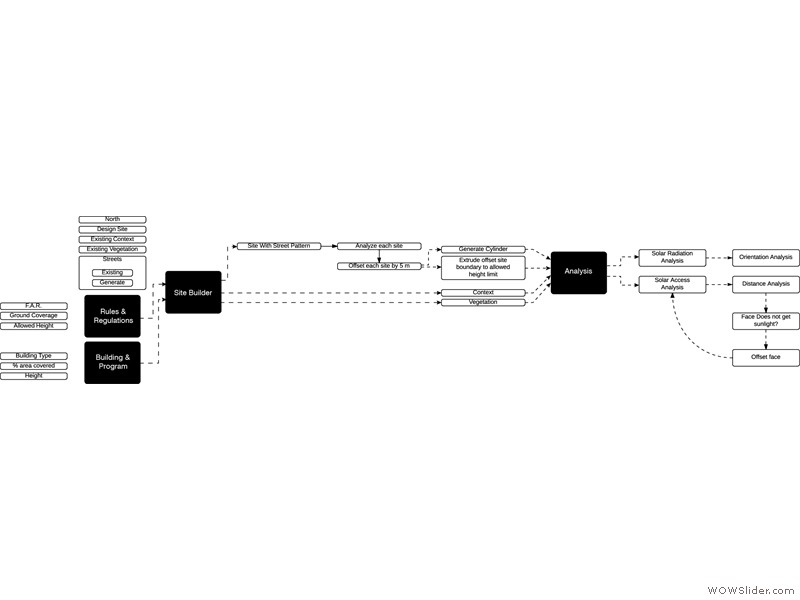 North
Design Site
Existing Context
Existing Vegetation
Streets
Existing
Generate
F.A.R.
Ground Coverage
Allowed Height
Rules &
Regulations
Building Type
% area covered
Height
Building &
Program
Site Builder
Site With Street Pattern
Analyze each site
Offset each site by 5 m
Generate Cylinder
Extrude offset site
boundary to allowed
height limit
Context
Vegetation
Analysis
Solar Radiation
Analysis
Solar Access
Analysis
Orientation Analysis
Distance Analysis
Face Does not get
sunlight?
Offset face
WOWSlider.com